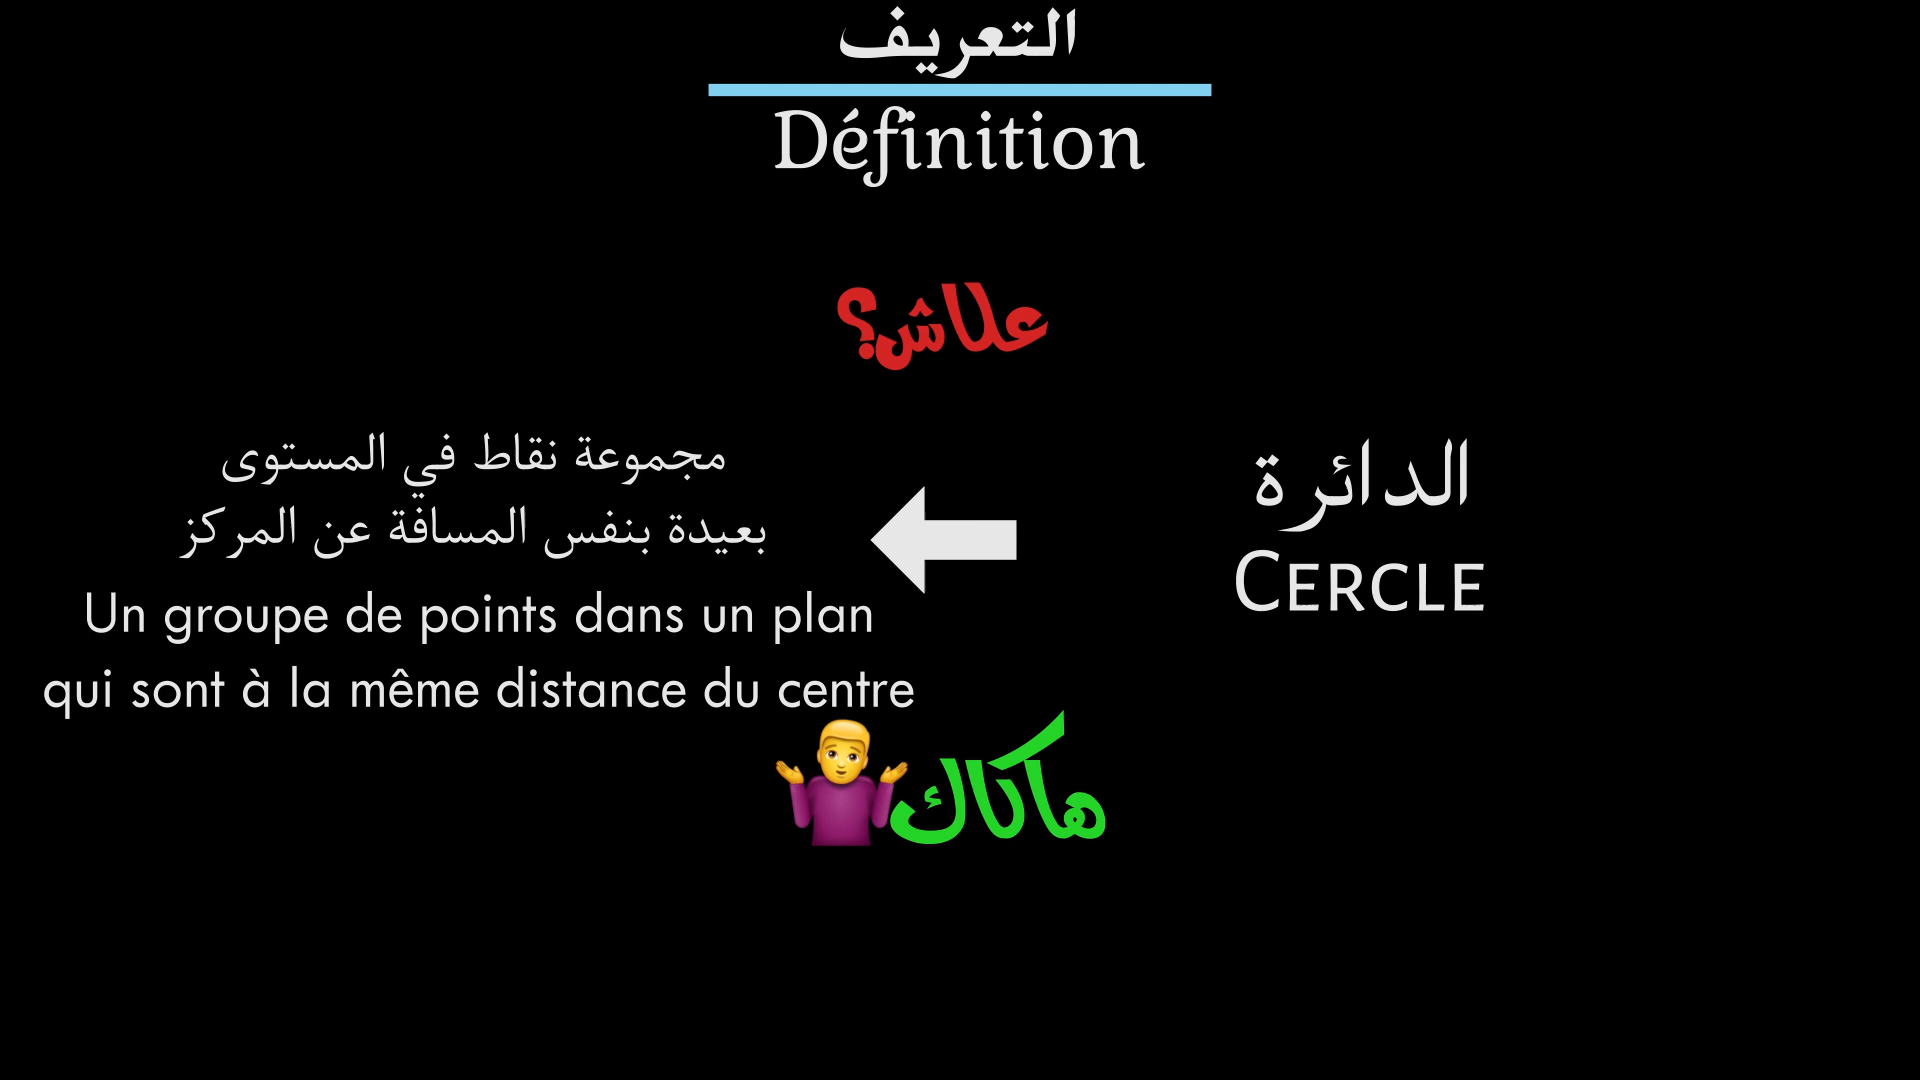 التعريف
Définition
علاش؟
الدائرة
CERCLE
مجموعة نقاط في المستوى
بعيدة بنفس المسافة عن المركز
Un groupe de points dans un plan
qui sont à la même distance du centre
هاكاك